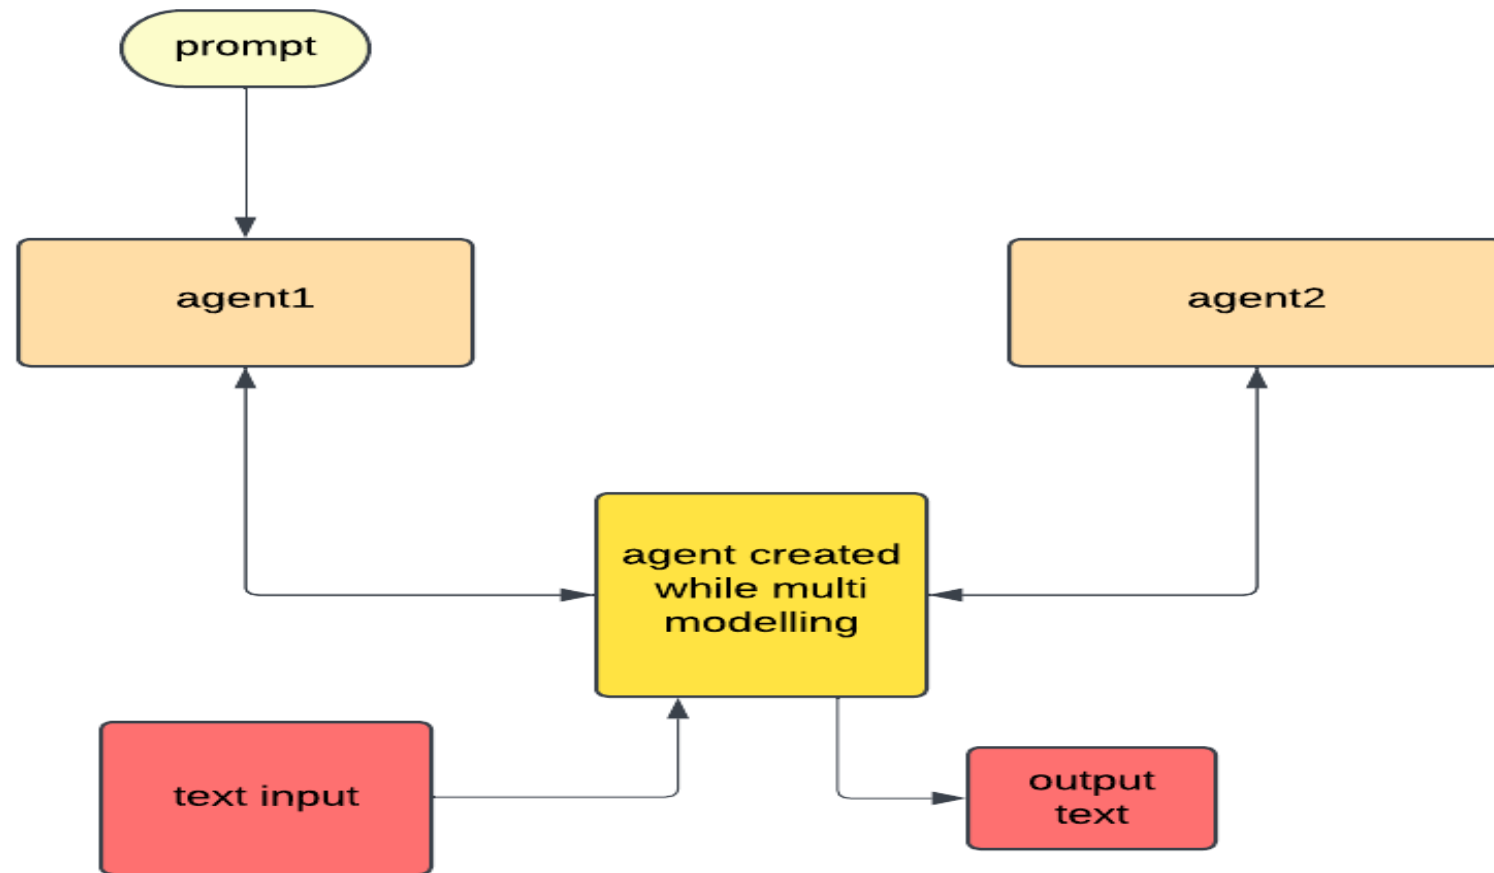 prompt
agent1
agent2
agent created
while multi
modelling
text input
output
text